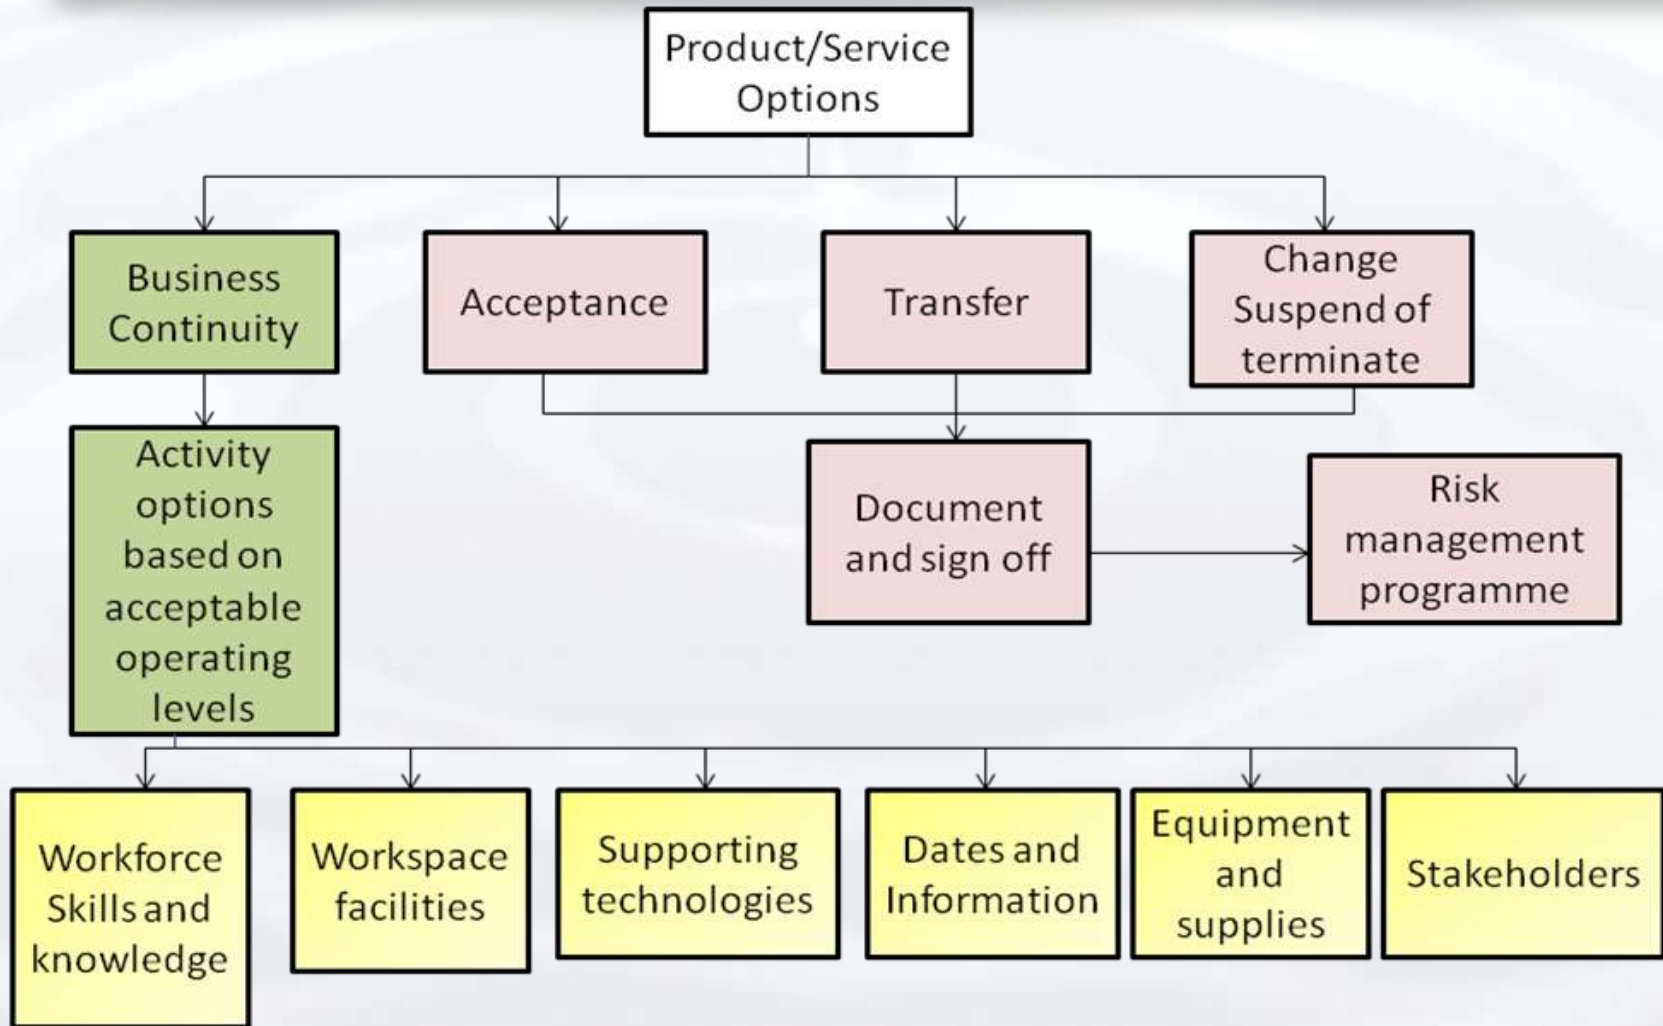 Product/Service
Options
Business
Continuity
Acceptance
Transfer
Change
Suspend of
terminate
Activity
options
based on
acceptable
operating
levels
Document
and sign off
Risk
management
programme
Workforce
Skills and
knowledge
Workspace
facilities
Supporting
technologies
Dates and
Information
Equipment
and
supplies
Stakeholders